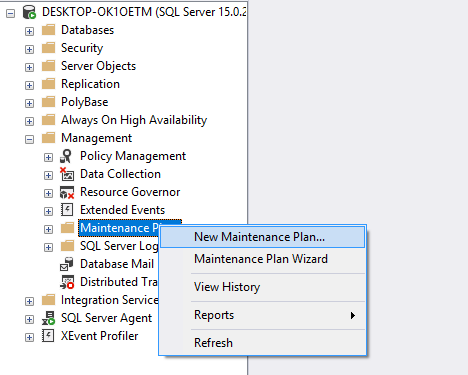 DESKTOP-OK1OETM (SQL Server 15.0.2
Databases
Security
Server Objects
Replication
PolyBase
Always On High Availability
Management
Policy Management
Data Collection
Resource Governor
Extended Events
Maintenance P
New Maintenance Plan...
SQL Server Log
Maintenance Plan Wizard
Database Mail
View History
Distributed Tra
Integration Service
Reports
SQL Server Agent
XEvent Profiler
Refresh